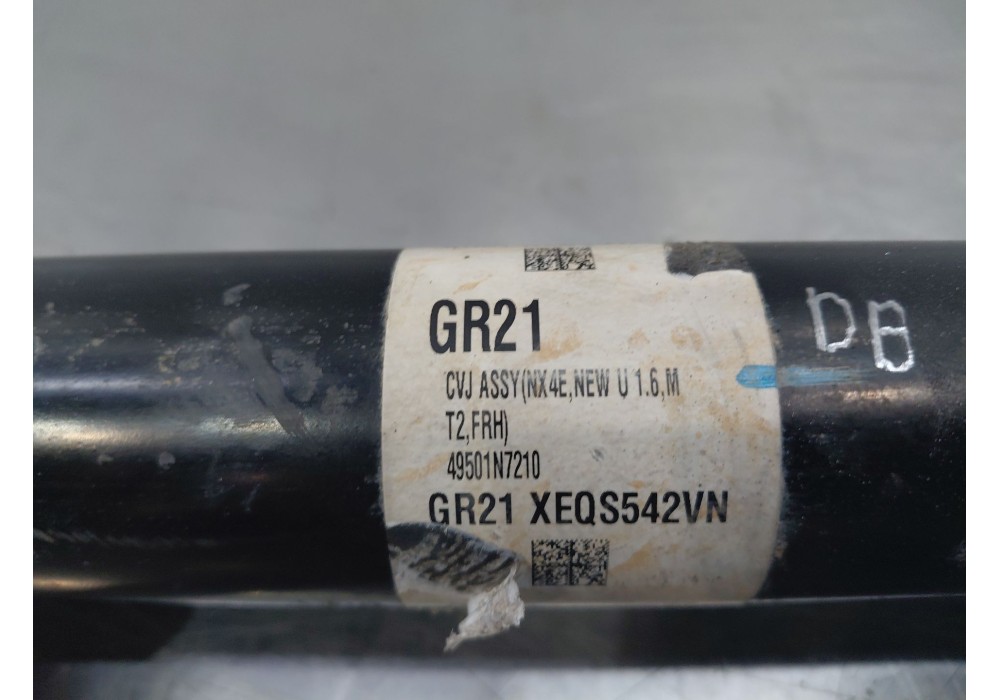 GR21
CVJ ASSY(NX4E,NEW U 1.6,M
T2,FRH)
49501N7210
GR21 XEQS542VN
DB